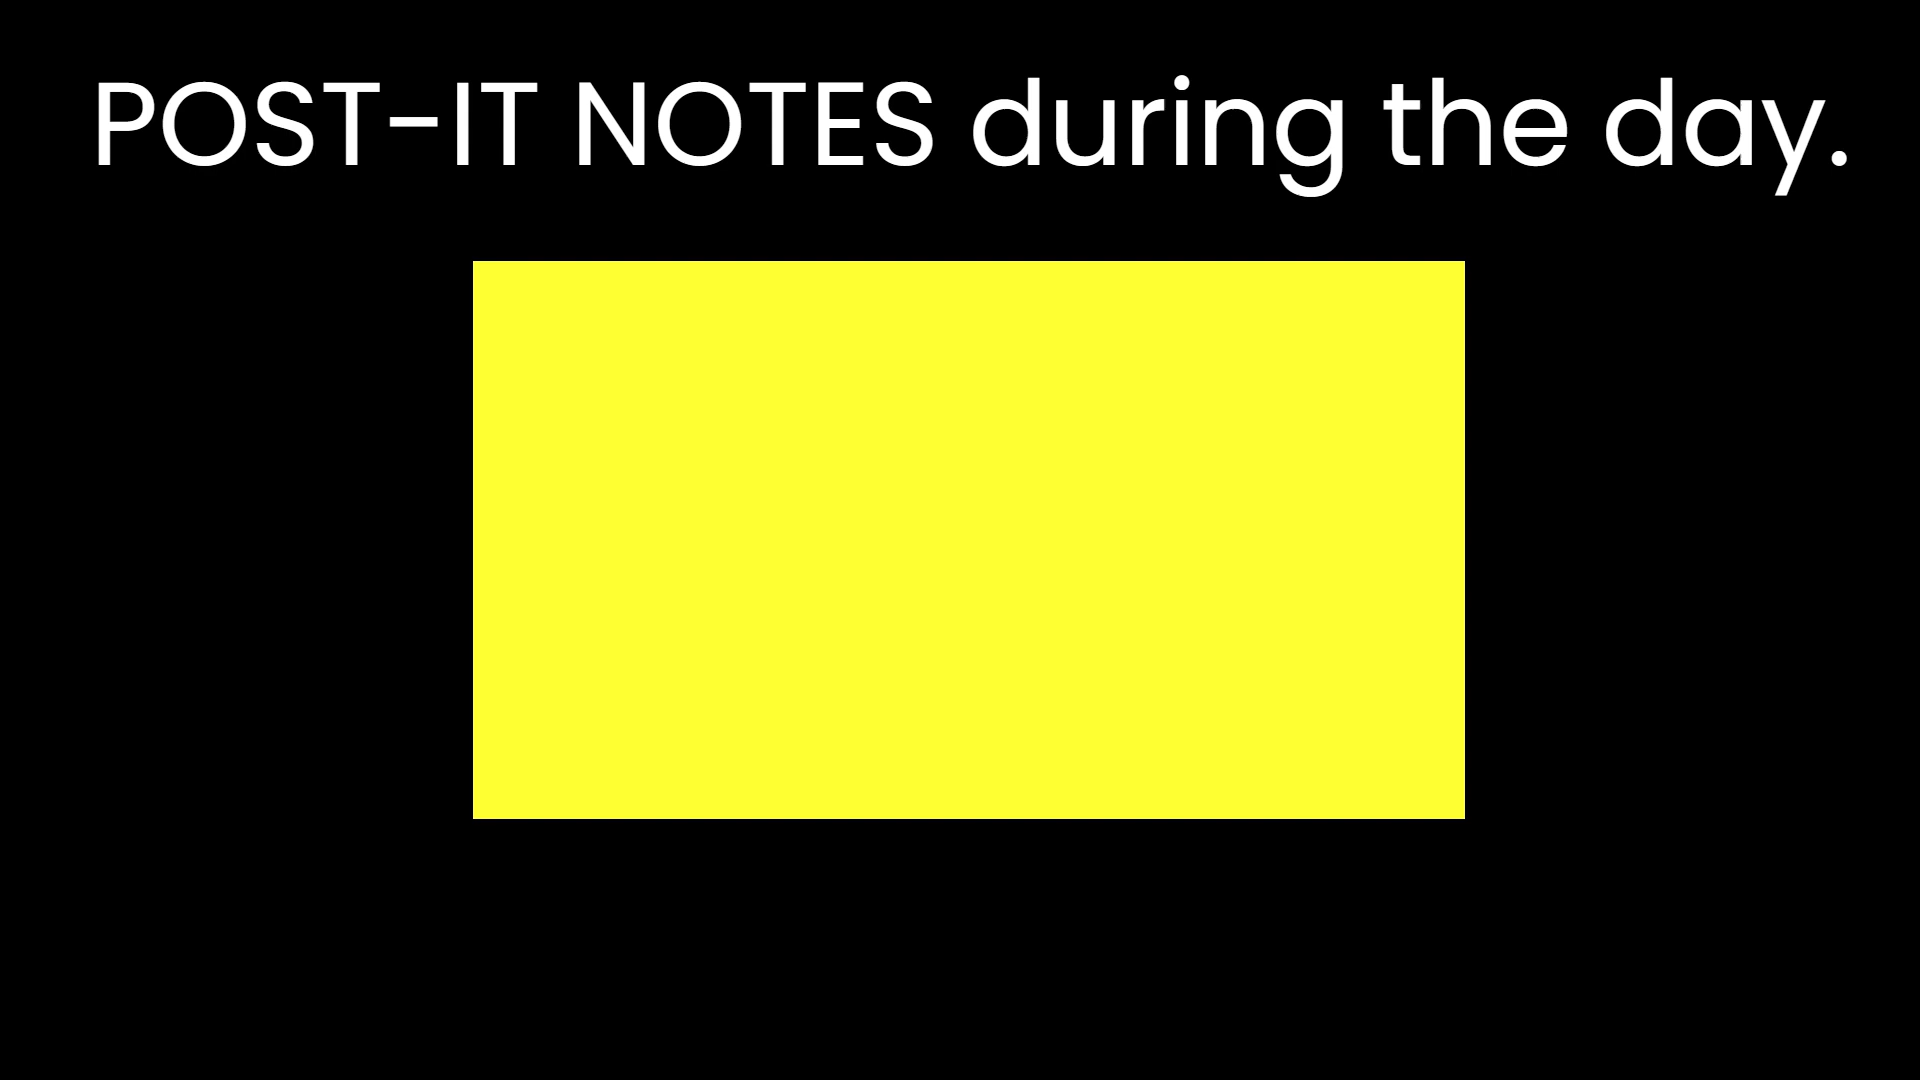 POST-IT NOTES during the day.